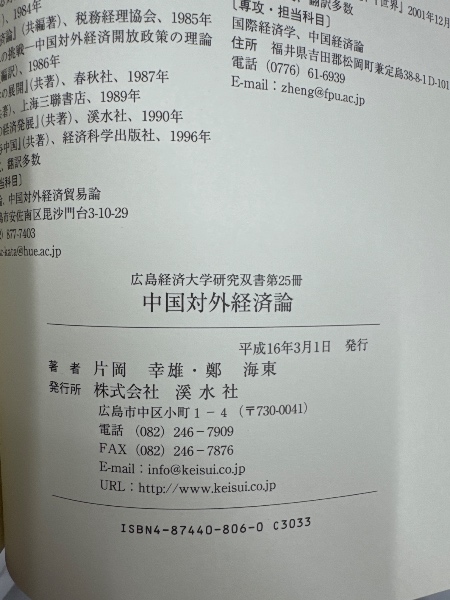 1984年
論』（共編著）、税務経理協会、1985年
の挑戦―中国対外経済開放政策の理論
編訳）、1986年
の展開』（共著）、春秋社、1987年
著）、上海三聯書店、1989年
の経済発展』（共著）、溪水社、1990年
中国』（共著）、経済科学出版社、1996年
、翻訳多数
当科目］
、中国対外経済貿易論
島市安佐南区毘沙門台3-10-29
877-7403
-kata@hue.ac.jp
世界』2001年12月
翻訳多数
［専攻・担当科目］
国際経済学、中国経済論
住所　福井県吉田郡松岡町兼定島38-8-1 D-101
電話（0776）61-6939
E-mail：zheng@fpu.ac.jp
広島経済大学研究双書第25冊
中国対外経済論
平成16年3月1日　発行
著者　片岡　幸雄・鄭　海東
発行所　株式会社　溪水社
広島市中区小町1－4（〒730-0041）
電話（082）246－7909
FAX（082）246－7876
E-mail：info@keisui.co.jp
URL：http://www.keisui.co.jp
ISBN4-87440-806-0 C3033